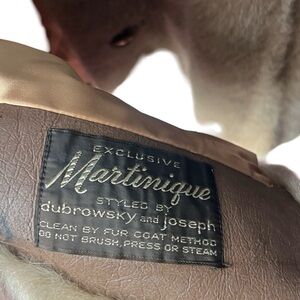 EXCLUSIVE
Martinique
STYLED BY
dubrowsky and joseph
CLEAN BY FUR COAT METHOD
DO NOT BRUSH, PRESS OR STEAM